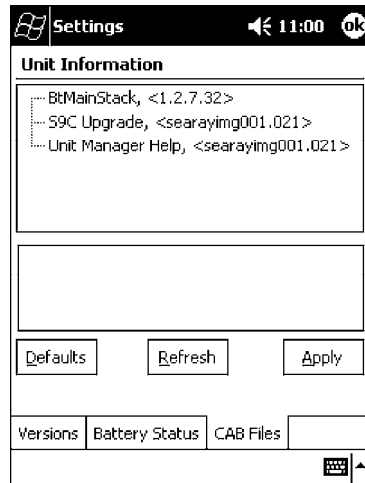 Settings 11:00 ok
Unit Information
BtMainStack, <1.2.7.32>
S9C Upgrade, <searayimg001.021>
Unit Manager Help, <searayimg001.021>
Defaults Refresh Apply
Versions Battery Status CAB Files